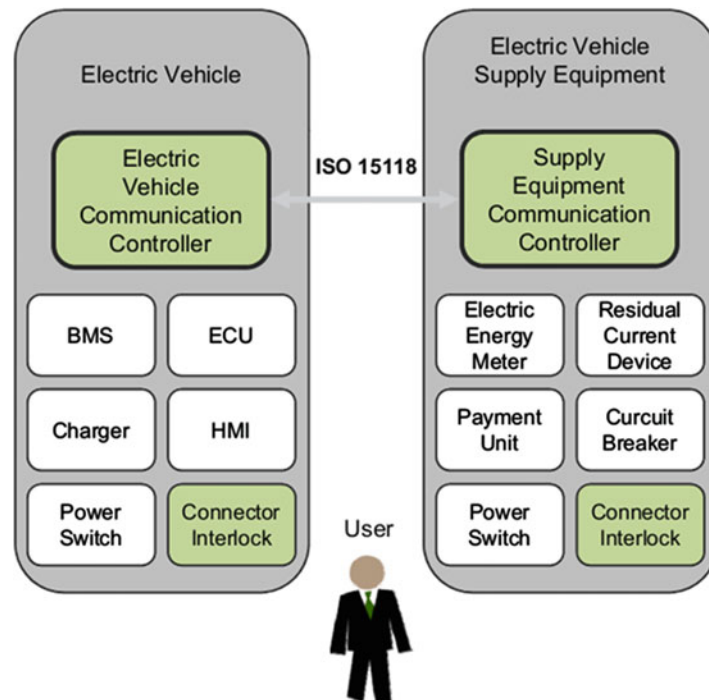 Electric Vehicle
Electric
Vehicle
Communication
Controller
BMS
ECU
Charger
HMI
Power
Switch
Connector
Interlock
ISO 15118
User
Electric Vehicle
Supply Equipment
Supply
Equipment
Communication
Controller
Electric
Energy
Meter
Residual
Current
Device
Payment
Unit
Curcuit
Breaker
Power
Switch
Connector
Interlock